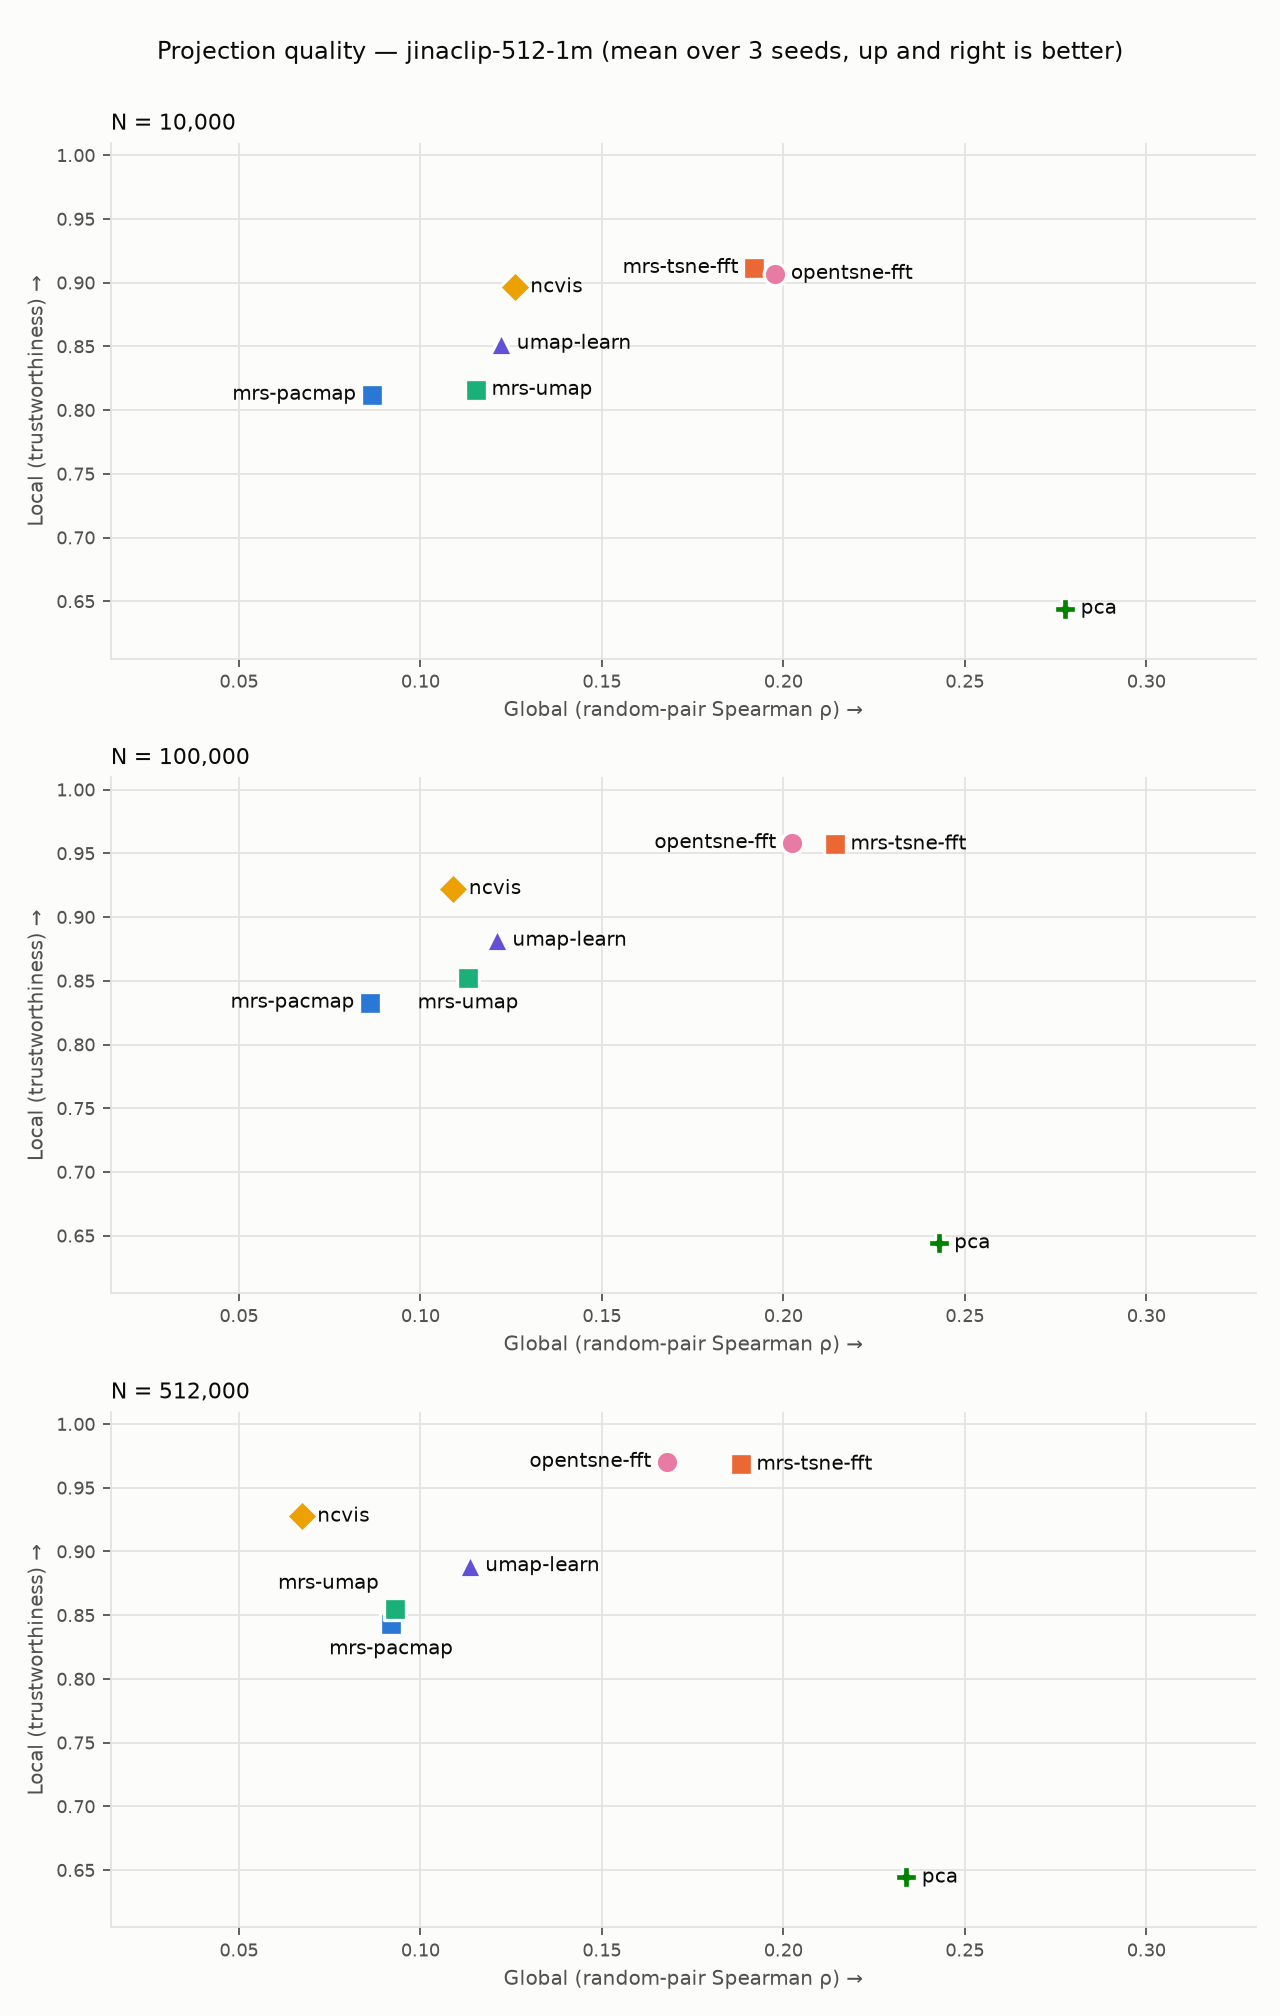 Projection quality — jinaclip-512-1m (mean over 3 seeds, up and right is better)
N = 10,000
Local (trustworthiness) →
1.00
0.95
0.90
0.85
0.80
0.75
0.70
0.65
mrs-tsne-fft
opentsne-fft
ncvis
umap-learn
mrs-pacmap
mrs-umap
pca
0.05 0.10 0.15 0.20 0.25 0.30
Global (random-pair Spearman ρ) →
N = 100,000
Local (trustworthiness) →
1.00
0.95
0.90
0.85
0.80
0.75
0.70
0.65
opentsne-fft
mrs-tsne-fft
ncvis
umap-learn
mrs-pacmap
mrs-umap
pca
0.05 0.10 0.15 0.20 0.25 0.30
Global (random-pair Spearman ρ) →
N = 512,000
Local (trustworthiness) →
1.00
0.95
0.90
0.85
0.80
0.75
0.70
0.65
opentsne-fft
mrs-tsne-fft
ncvis
umap-learn
mrs-umap
mrs-pacmap
pca
0.05 0.10 0.15 0.20 0.25 0.30
Global (random-pair Spearman ρ) →